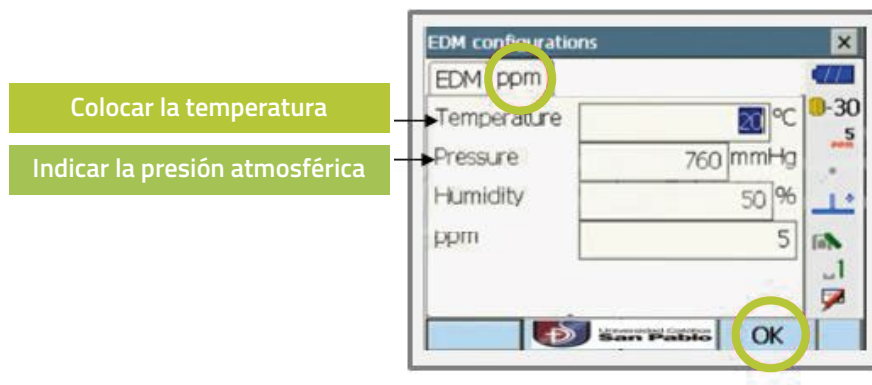 EDM configurations
EDM ppm
Colocar la temperatura
Temperature 20 °C
-30
5
ppm
Indicar la presión atmosférica
Pressure 760 mmHg
Humidity 50 %
ppm 5
1
Universidad Católica
San Pablo
OK